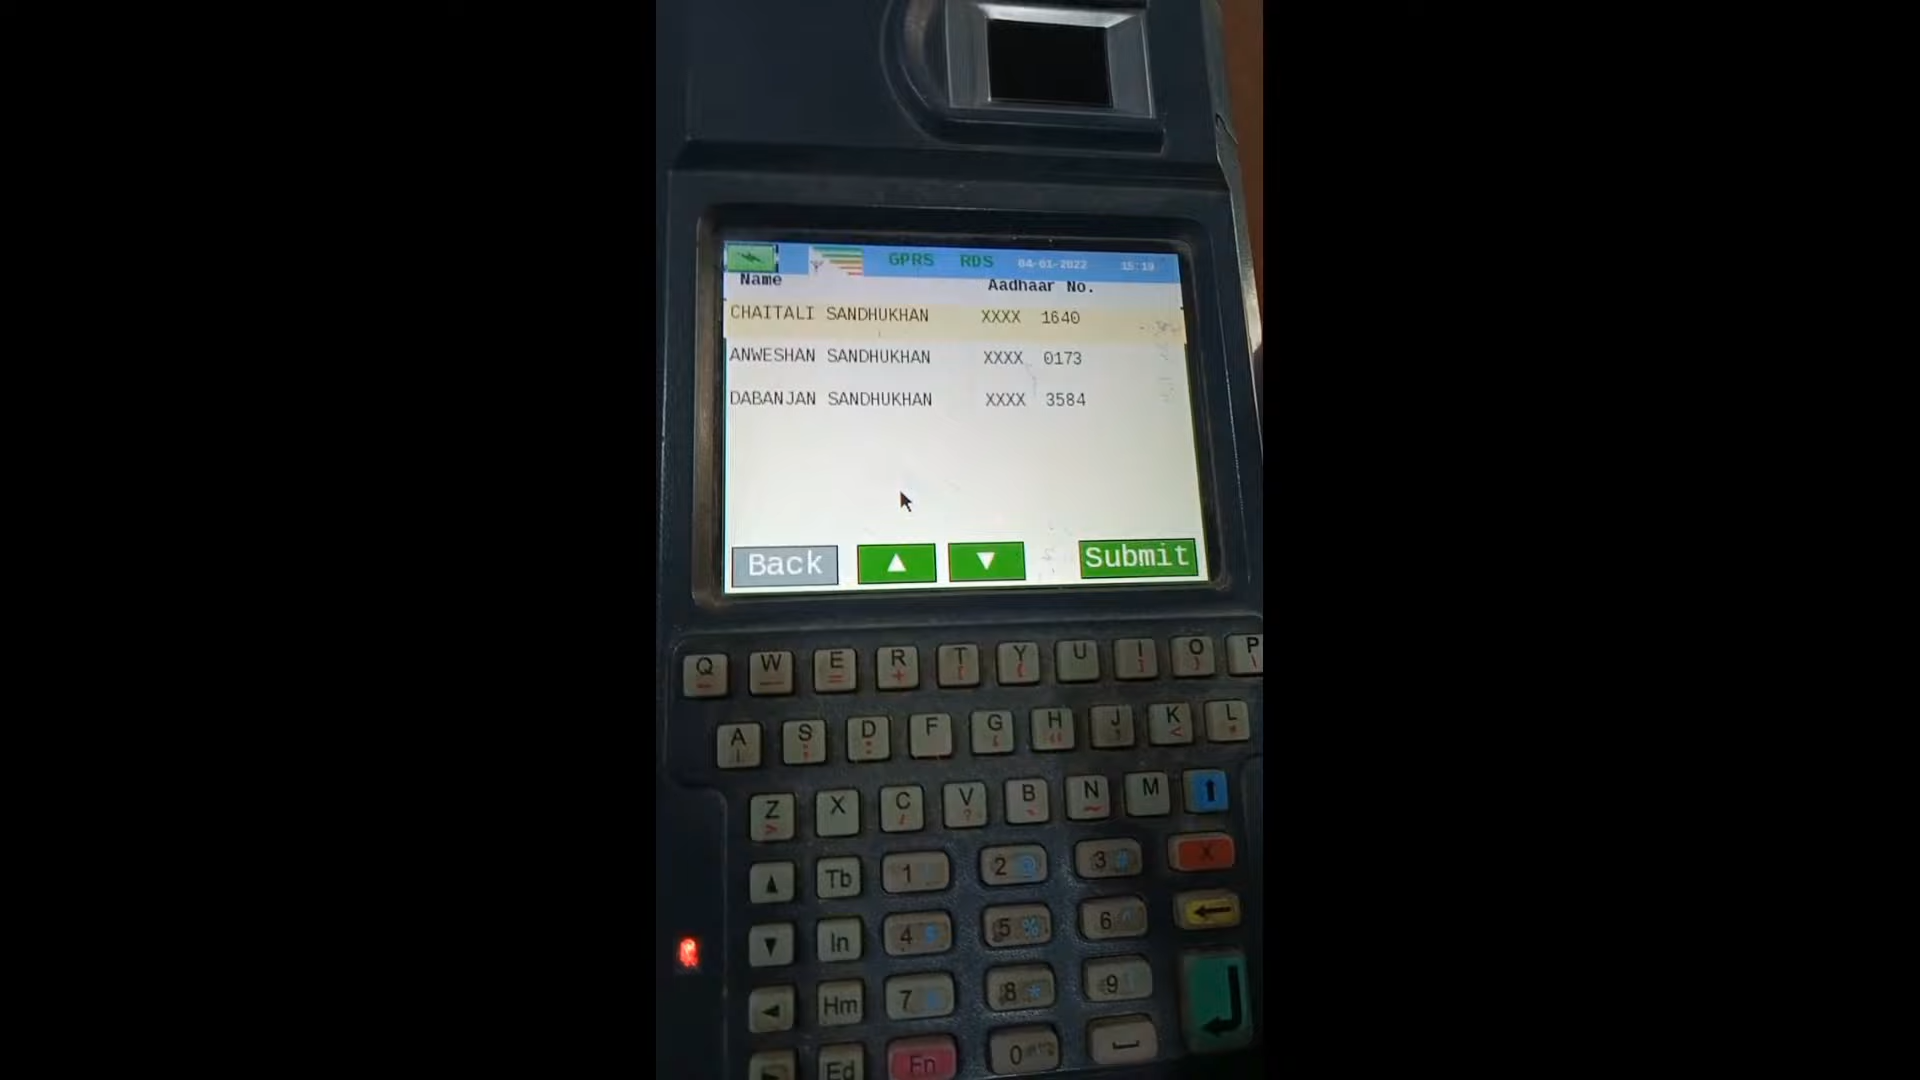 GPRS RDS 04-01-2022 15:19
Name Aadhaar No.
CHAITALI SANDHUKHAN XXXX 1640
ANWESHAN SANDHUKHAN XXXX 0173
DABANJAN SANDHUKHAN XXXX 3584
Back ▲ ▼ Submit
Q W E R T Y U I O P
A S D F G H J K L
Z X C V B N M
Tb 1 2 3 X
In 4 5 6
Hm 7 8 9
Ed Fn 0